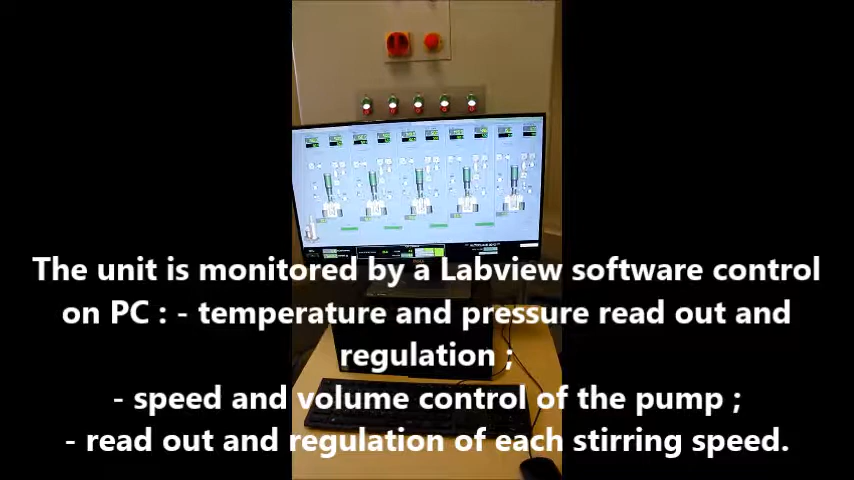 The unit is monitored by a Labview software control
on PC : - temperature and pressure read out and
regulation ;
- speed and volume control of the pump ;
- read out and regulation of each stirring speed.